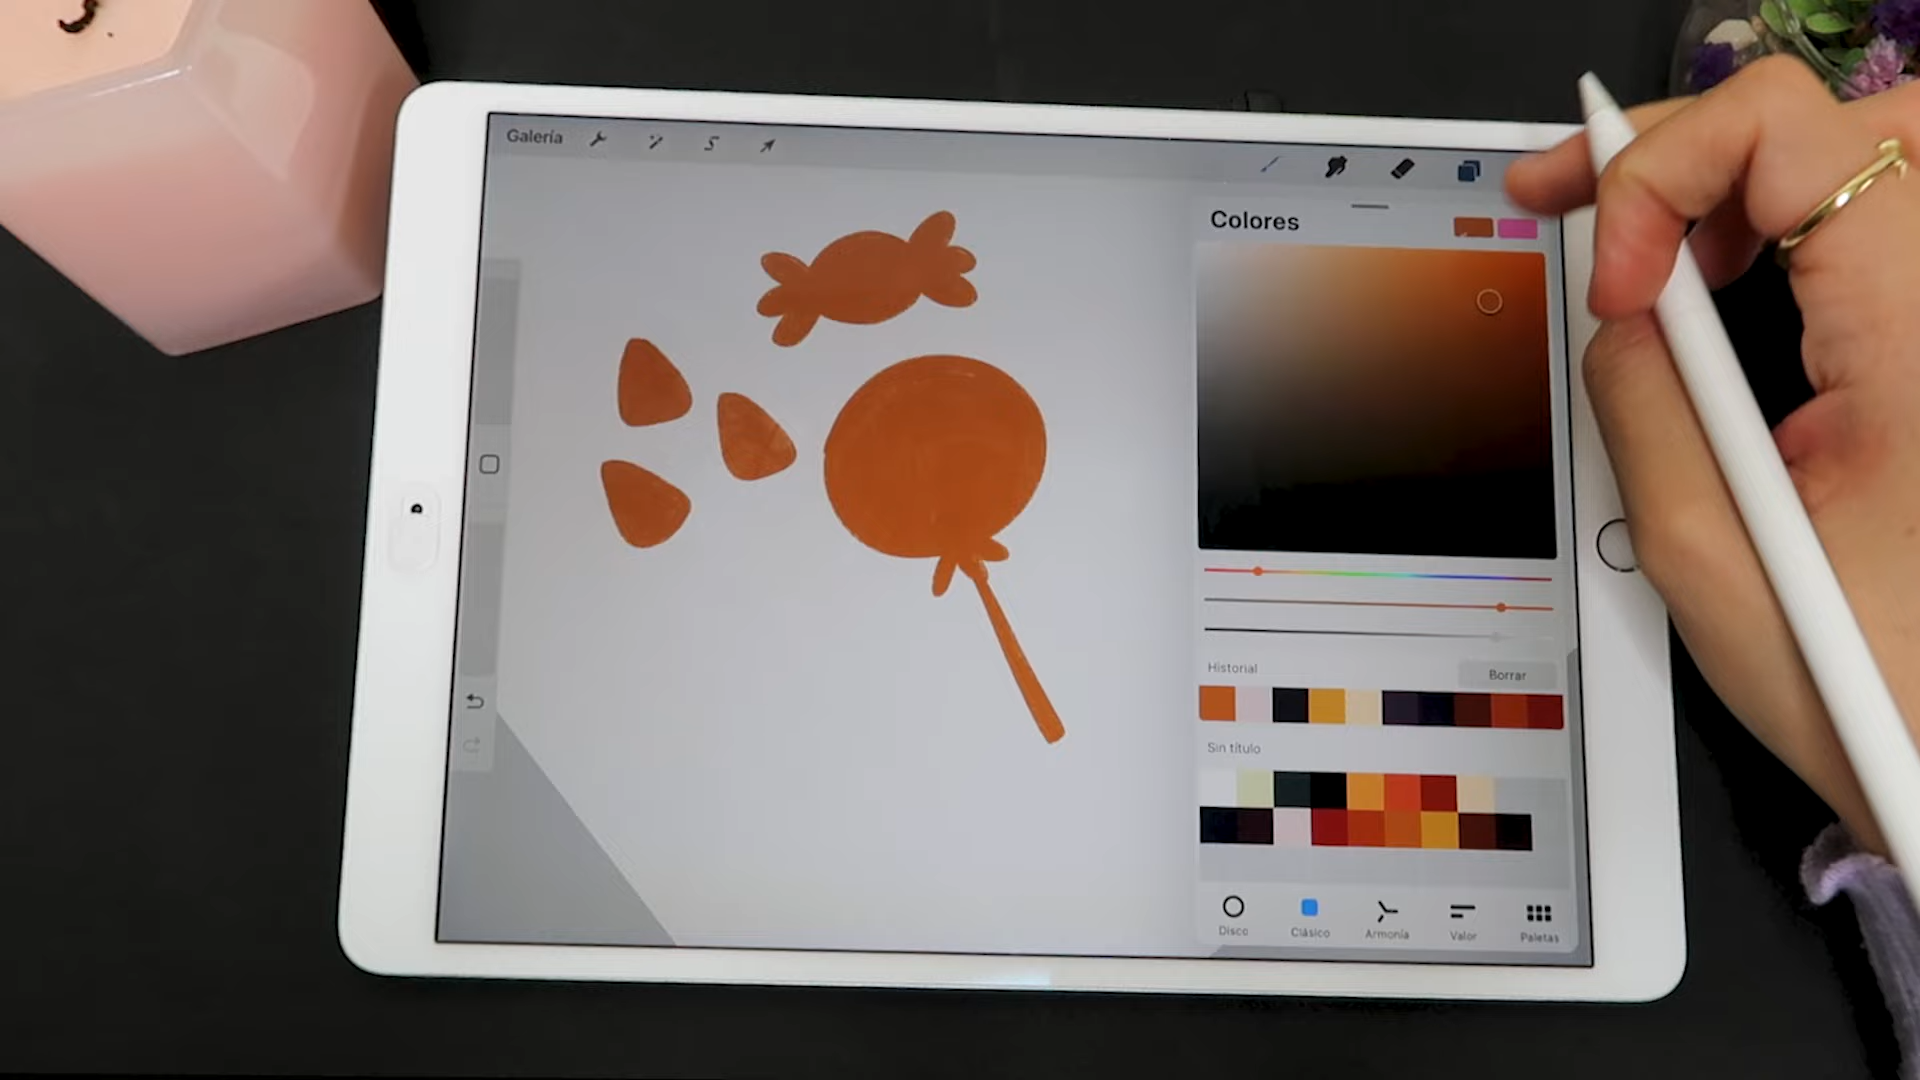 Galería
Colores
Historial
Borrar
Sin título
Disco
Clásico
Armonía
Valor
Paletas